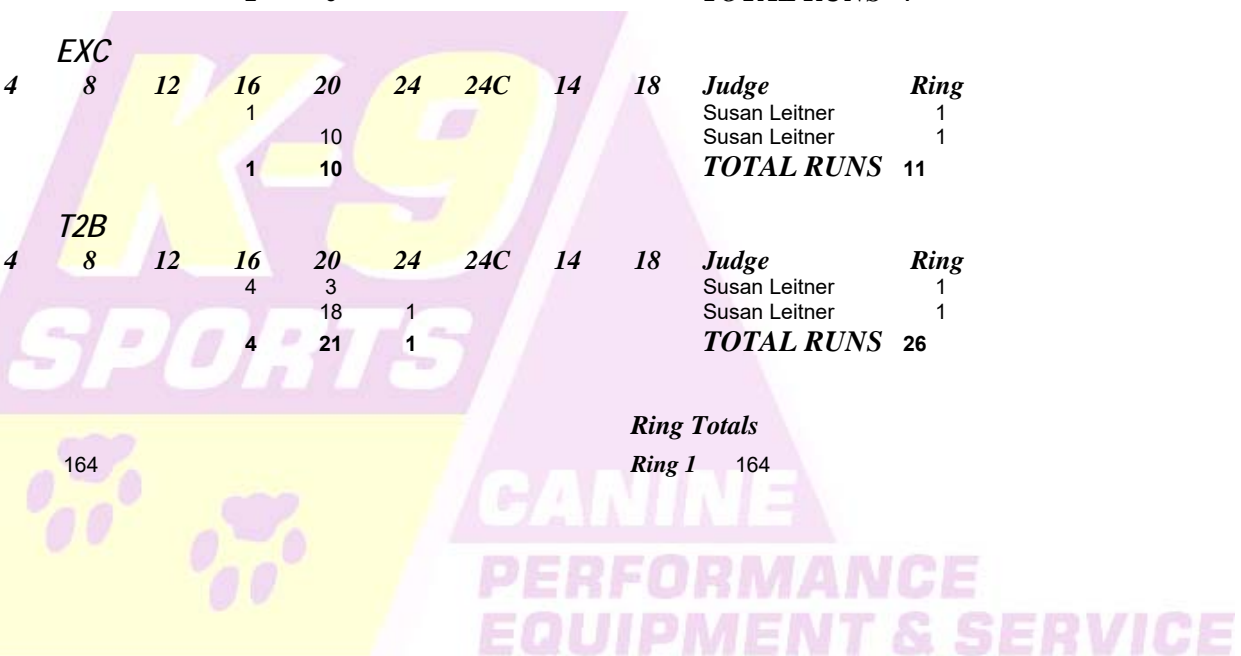 EXC
4 8 12 16 20 24 24C 14 18 Judge Ring
1 Susan Leitner 1
10 Susan Leitner 1
1 10 TOTAL RUNS 11
T2B
4 8 12 16 20 24 24C 14 18 Judge Ring
4 3 Susan Leitner 1
18 1 Susan Leitner 1
4 21 1 TOTAL RUNS 26
Ring Totals
164 Ring 1 164
K-9
SPORTS
CANINE
PERFORMANCE
EQUIPMENT & SERVICE